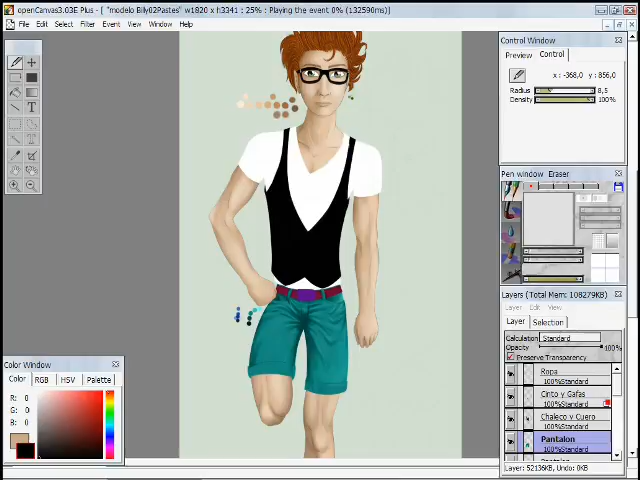 openCanvas3.03E Plus - [ "modelo Billy02Pastes" w1820 x h3341 : 25% : Playing the event 0% (132590ms) ]
File Edit Select Filter Event View Window Help
Control Window
Preview Control
x : -368,0 y : 856,0
Radius 8,5
Density 100%
Pen window Eraser
Layers (Total Mem: 108279KB)
Layer Edit View
Layer Selection
Calculation Standard
Opacity 100%
Preserve Transparency
Ropa
100%Standard
Cinto y Gafas
100%Standard
Chaleco y Cuero
100%Standard
Pantalon
100%Standard
Layer: 52136KB, Undo: 0KB
Color Window
Color RGB HSV Palette
R: 0
G: 0
B: 0